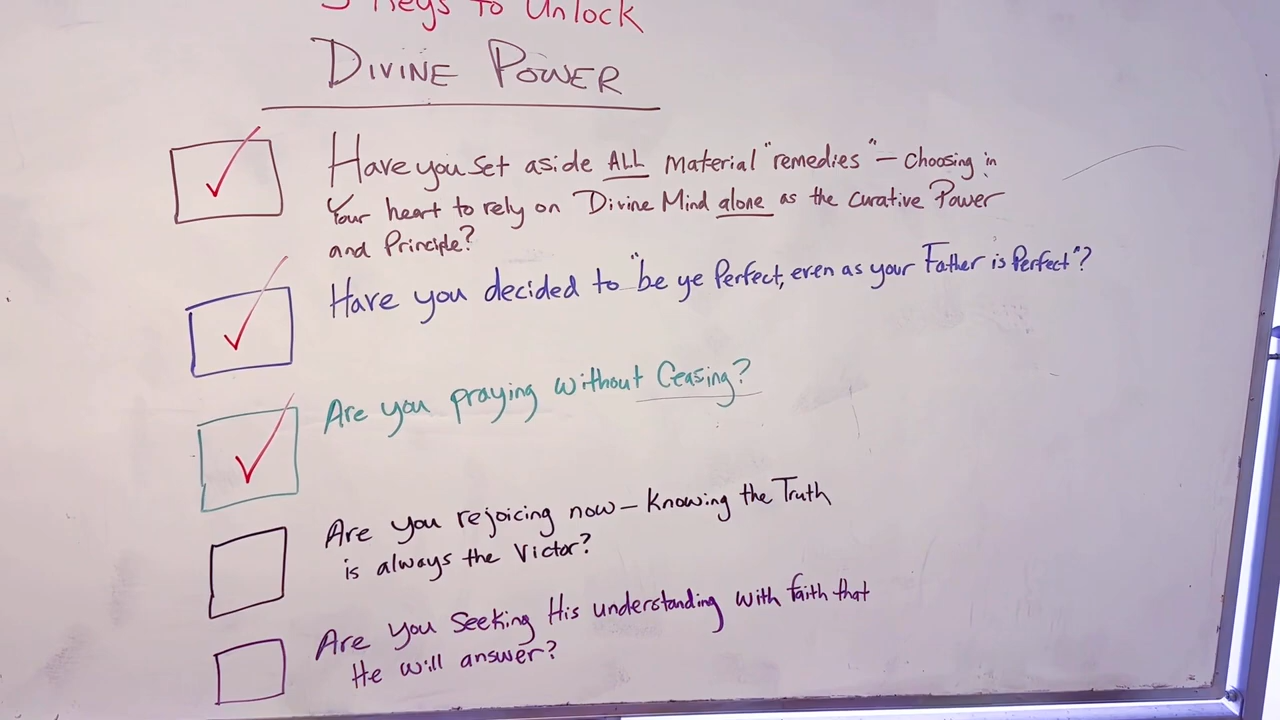 Keys to Unlock
DIVINE POWER
Have you set aside ALL Material "remedies" – choosing in
Your heart to rely on Divine Mind alone as the curative Power
and Principle?
Have you decided to "be ye Perfect, even as your Father is Perfect"?
Are you praying without Ceasing?
Are you rejoicing now – Knowing the Truth
is always the Victor?
Are you Seeking His understanding with faith that
He will answer?